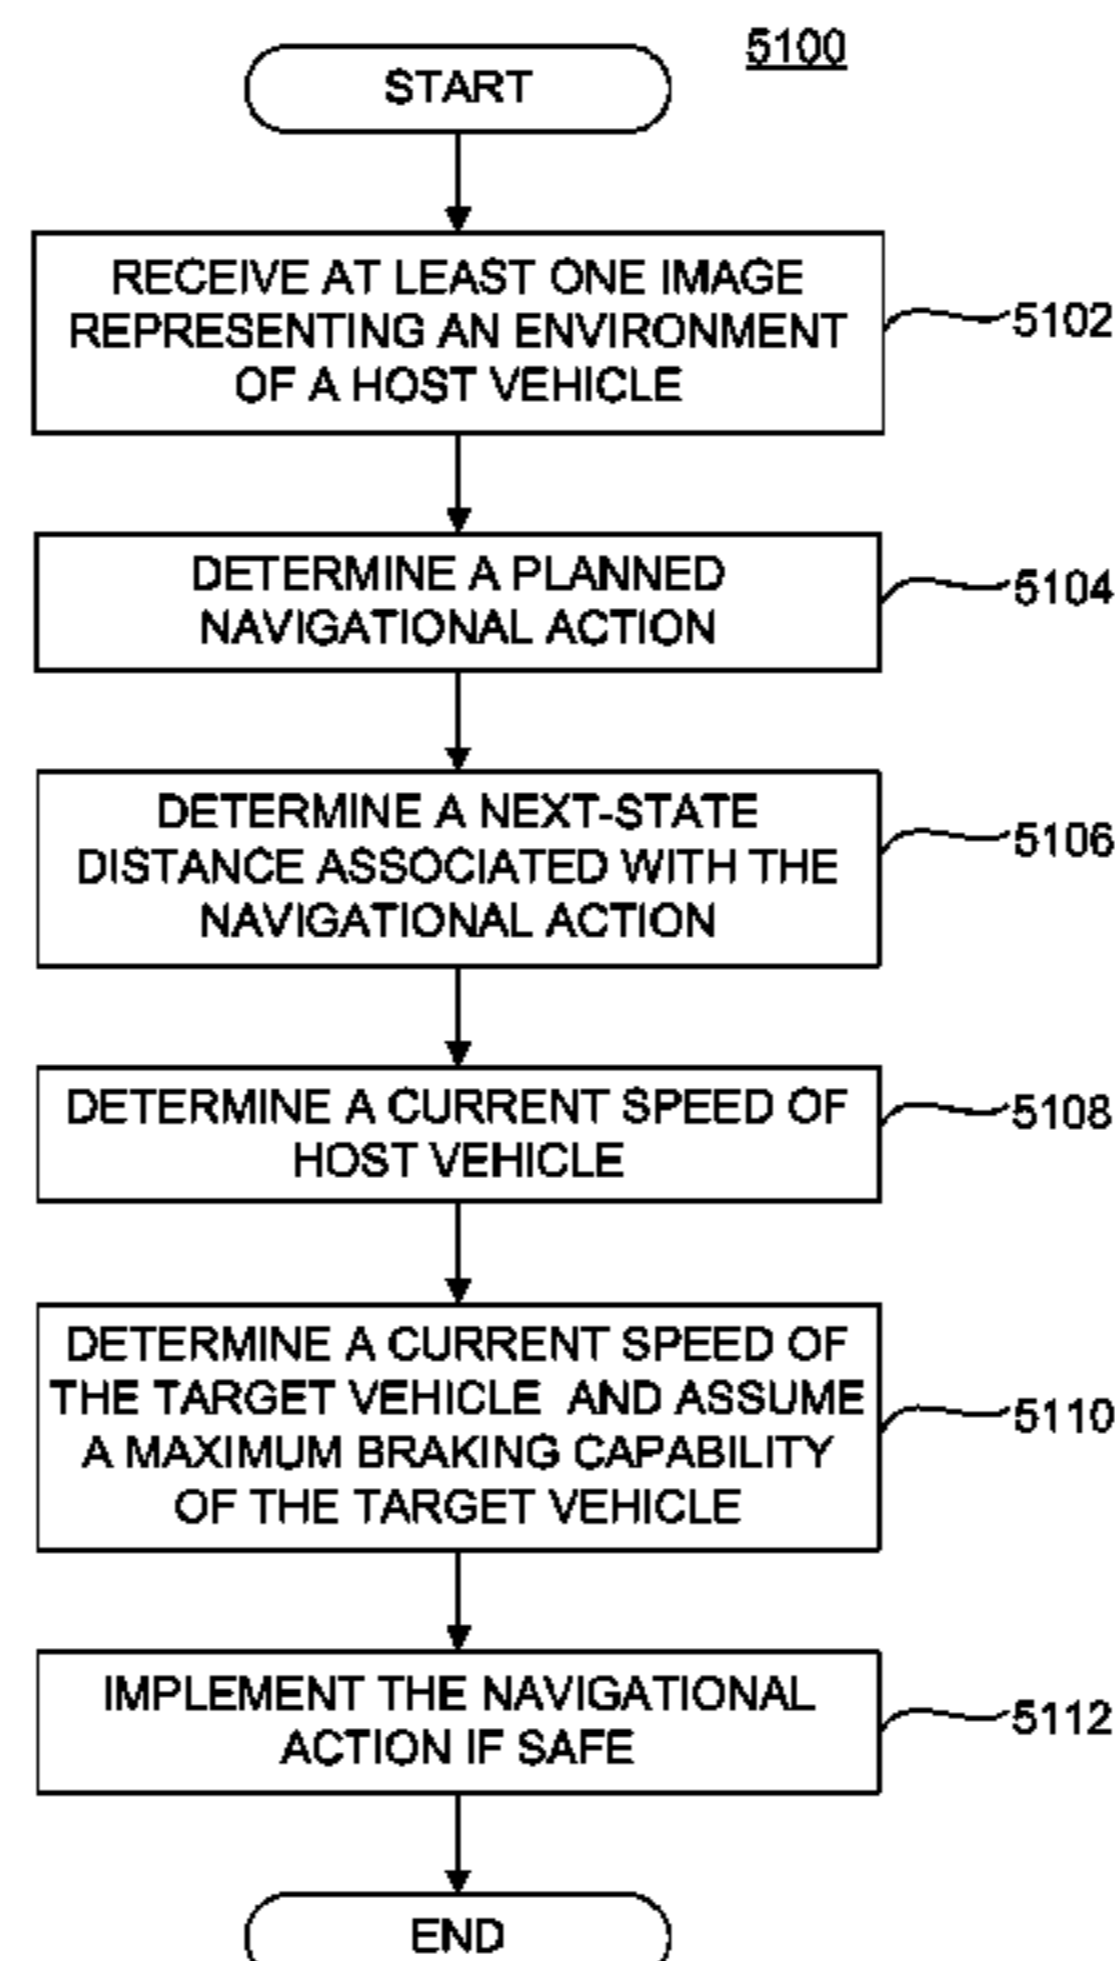 5100
START
RECEIVE AT LEAST ONE IMAGE
REPRESENTING AN ENVIRONMENT
OF A HOST VEHICLE
5102
DETERMINE A PLANNED
NAVIGATIONAL ACTION
5104
DETERMINE A NEXT-STATE
DISTANCE ASSOCIATED WITH THE
NAVIGATIONAL ACTION
5106
DETERMINE A CURRENT SPEED OF
HOST VEHICLE
5108
DETERMINE A CURRENT SPEED OF
THE TARGET VEHICLE AND ASSUME
A MAXIMUM BRAKING CAPABILITY
OF THE TARGET VEHICLE
5110
IMPLEMENT THE NAVIGATIONAL
ACTION IF SAFE
5112
END